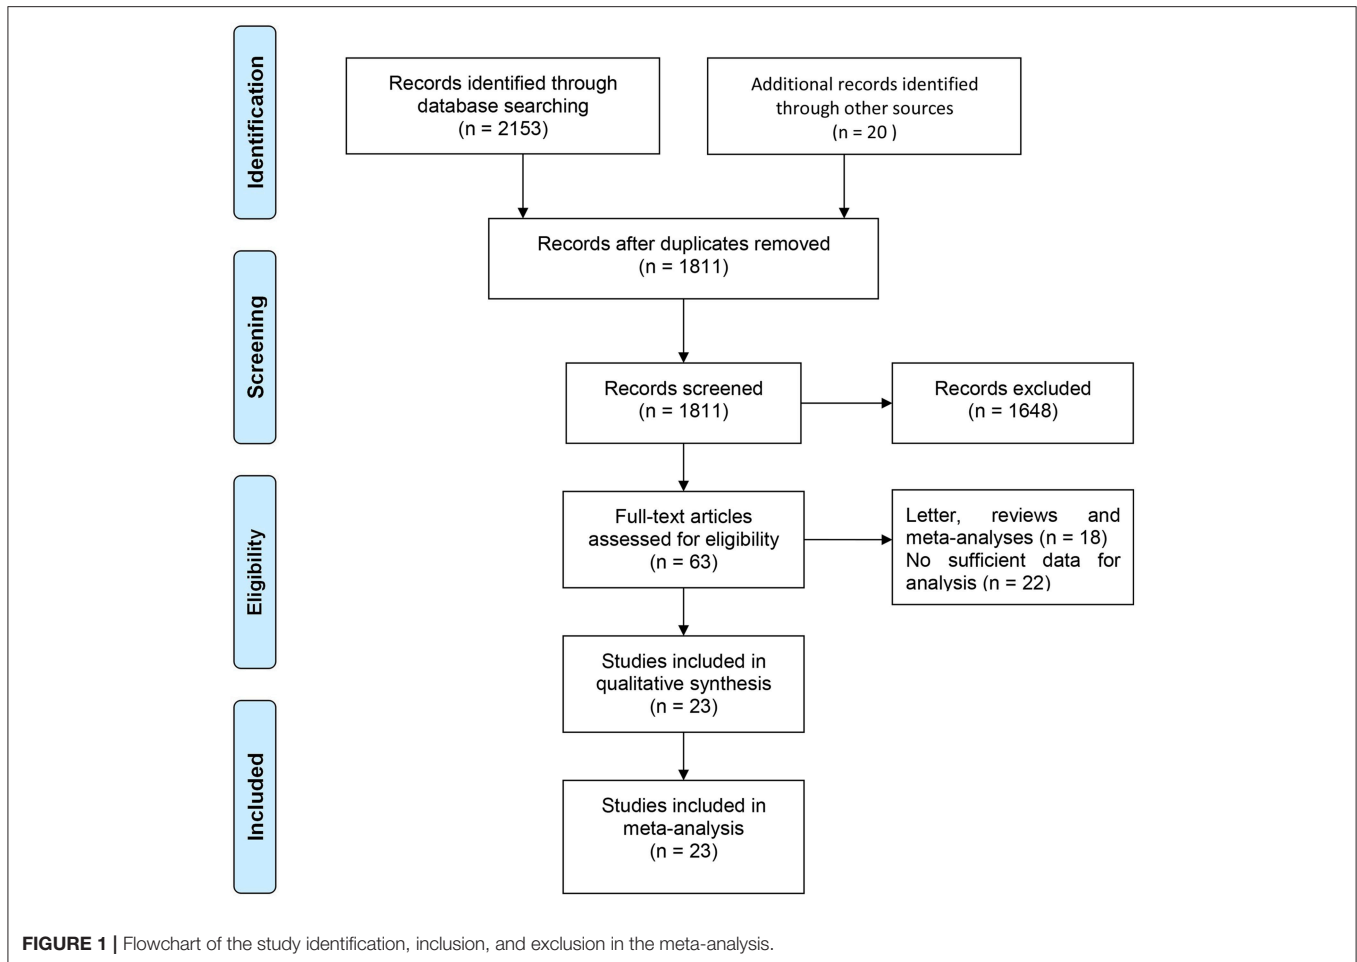 Identification
Records identified through
database searching
(n = 2153)
Additional records identified
through other sources
(n = 20 )
Records after duplicates removed
(n = 1811)
Screening
Records screened
(n = 1811)
Records excluded
(n = 1648)
Eligibility
Full-text articles
assessed for eligibility
(n = 63)
Letter, reviews and
meta-analyses (n = 18)
No sufficient data for
analysis (n = 22)
Studies included in
qualitative synthesis
(n = 23)
Included
Studies included in
meta-analysis
(n = 23)
FIGURE 1 | Flowchart of the study identification, inclusion, and exclusion in the meta-analysis.